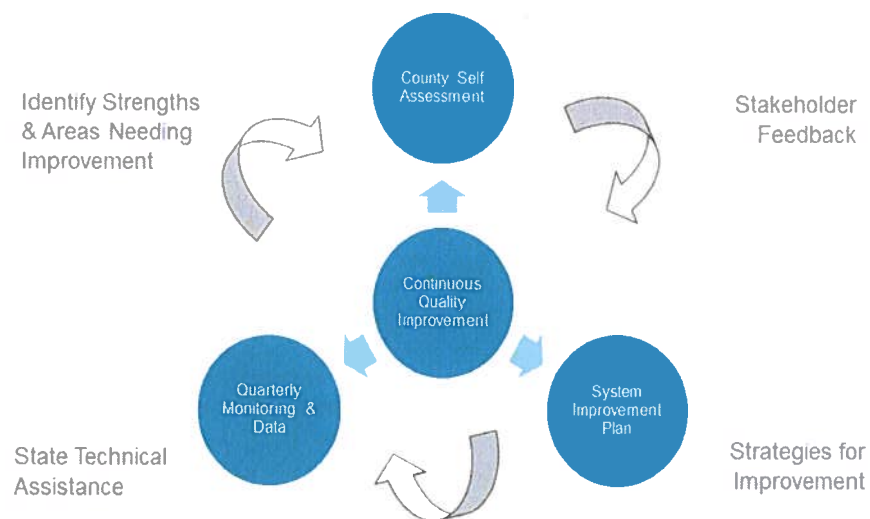 County Self
Assessment
Identify Strengths
& Areas Needing
Improvement
Stakeholder
Feedback
Continuous
Quality
Improvement
Quarterly
Monitoring &
Data
System
Improvement
Plan
State Technical
Assistance
Strategies for
Improvement